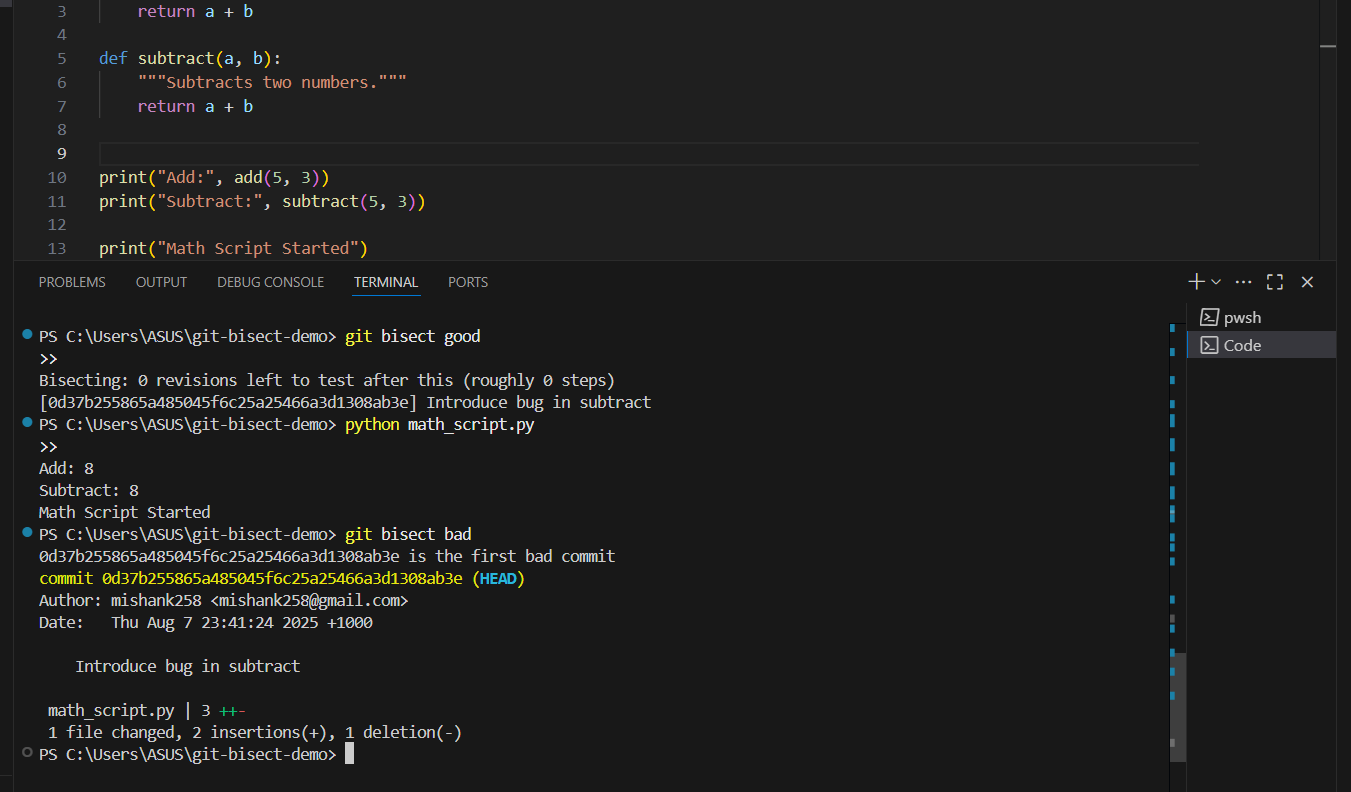 3 return a + b
4
5 def subtract(a, b):
6 """Subtracts two numbers."""
7 return a + b
8
9
10 print("Add:", add(5, 3))
11 print("Subtract:", subtract(5, 3))
12
13 print("Math Script Started")
PROBLEMS OUTPUT DEBUG CONSOLE TERMINAL PORTS
pwsh
Code
PS C:\Users\ASUS\git-bisect-demo> git bisect good
>>
Bisecting: 0 revisions left to test after this (roughly 0 steps)
[0d37b255865a485045f6c25a25466a3d1308ab3e] Introduce bug in subtract
PS C:\Users\ASUS\git-bisect-demo> python math_script.py
>>
Add: 8
Subtract: 8
Math Script Started
PS C:\Users\ASUS\git-bisect-demo> git bisect bad
0d37b255865a485045f6c25a25466a3d1308ab3e is the first bad commit
commit 0d37b255865a485045f6c25a25466a3d1308ab3e (HEAD)
Author: mishank258 <mishank258@gmail.com>
Date:   Thu Aug 7 23:41:24 2025 +1000
Introduce bug in subtract
math_script.py | 3 ++-
1 file changed, 2 insertions(+), 1 deletion(-)
PS C:\Users\ASUS\git-bisect-demo>